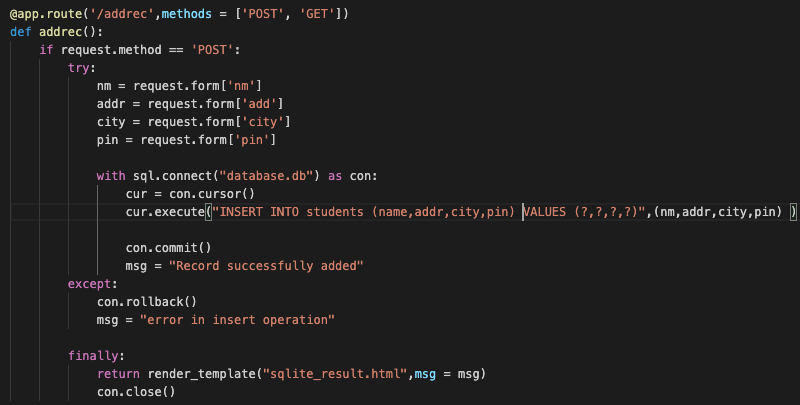 @app.route('/addrec',methods = ['POST', 'GET'])
def addrec():
    if request.method == 'POST':
        try:
            nm = request.form['nm']
            addr = request.form['add']
            city = request.form['city']
            pin = request.form['pin']

            with sql.connect("database.db") as con:
                cur = con.cursor()
                cur.execute("INSERT INTO students (name,addr,city,pin) VALUES (?,?,?,?)",(nm,addr,city,pin) )

                con.commit()
                msg = "Record successfully added"
        except:
            con.rollback()
            msg = "error in insert operation"

        finally:
            return render_template("sqlite_result.html",msg = msg)
            con.close()